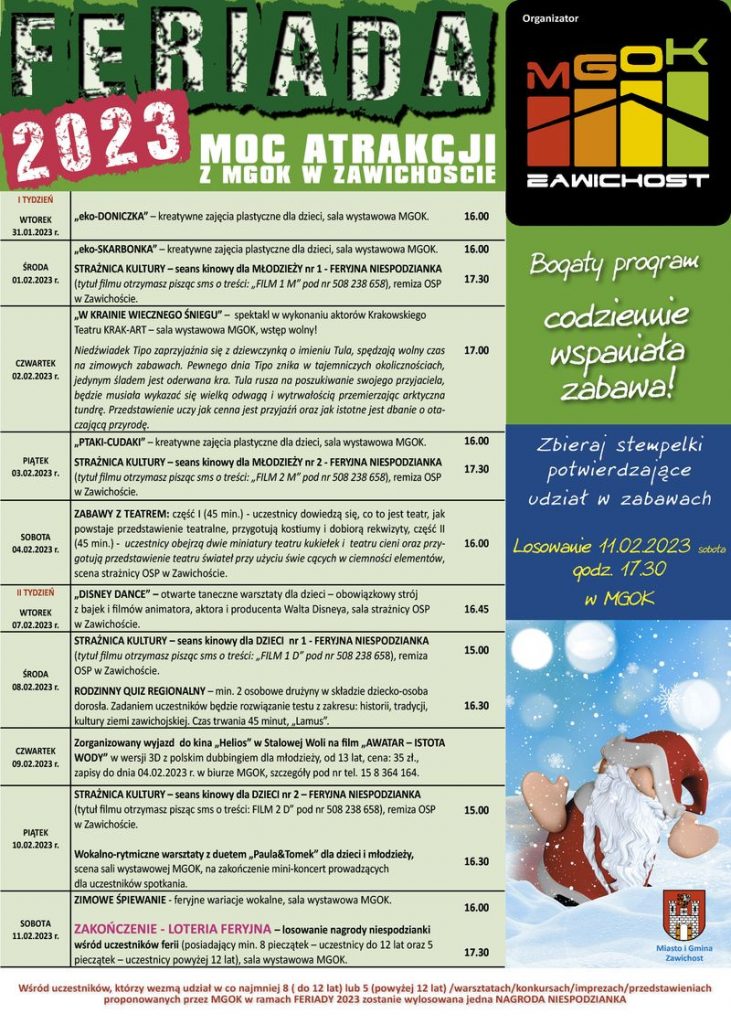 FERIADA
2023
MOC ATRAKCJI
Z MGOK W ZAWICHOŚCIE
Organizator
MGOK
ZAWICHOST
I TYDZIEŃ
WTOREK
31.01.2023 r.
„eko-DONICZKA” – kreatywne zajęcia plastyczne dla dzieci, sala wystawowa MGOK. 16.00
ŚRODA
01.02.2023 r.
„eko-SKARBONKA” – kreatywne zajęcia plastyczne dla dzieci, sala wystawowa MGOK. 16.00
STRAŻNICA KULTURY – seans kinowy dla MŁODZIEŻY nr 1 - FERYJNA NIESPODZIANKA 17.30
(tytuł filmu otrzymasz pisząc sms o treści: „FILM 1 M” pod nr 508 238 658), remiza OSP
w Zawichoście.
CZWARTEK
02.02.2023 r.
„W KRAINIE WIECZNEGO ŚNIEGU” – spektakl w wykonaniu aktorów Krakowskiego
Teatru KRAK-ART – sala wystawowa MGOK, wstęp wolny!
Niedźwiadek Tipo zaprzyjaźnia się z dziewczynką o imieniu Tula, spędzają wolny czas 17.00
na zimowych zabawach. Pewnego dnia Tipo znika w tajemniczych okolicznościach,
jedynym śladem jest oderwana kra. Tula rusza na poszukiwanie swojego przyjaciela,
będzie musiała wykazać się wielką odwagą i wytrwałością przemierzając arktyczną
tundrę. Przedstawienie uczy jak cenna jest przyjaźń oraz jak istotne jest dbanie o ota-
czającą przyrodę.
PIĄTEK
03.02.2023 r.
„PTAKI-CUDAKI” – kreatywne zajęcia plastyczne dla dzieci, sala wystawowa MGOK. 16.00
STRAŻNICA KULTURY – seans kinowy dla MŁODZIEŻY nr 2 - FERYJNA NIESPODZIANKA 17.30
(tytuł filmu otrzymasz pisząc sms o treści: „FILM 2 M” pod nr 508 238 658), remiza OSP
w Zawichoście.
SOBOTA
04.02.2023 r.
ZABAWY Z TEATREM: część I (45 min.) - uczestnicy dowiedzą się, co to jest teatr, jak
powstaje przedstawienie teatralne, przygotują kostiumy i dobiorą rekwizyty, część II
(45 min.) - uczestnicy obejrzą dwie miniatury teatru kukiełek i teatru cieni oraz przy- 16.00
gotują przedstawienie teatru świateł przy użyciu świe cących w ciemności elementów,
scena strażnicy OSP w Zawichoście.
II TYDZIEŃ
WTOREK
07.02.2023 r.
„DISNEY DANCE” – otwarte taneczne warsztaty dla dzieci – obowiązkowy strój
z bajek i filmów animatora, aktora i producenta Walta Disneya, sala strażnicy OSP 16.45
w Zawichoście.
ŚRODA
08.02.2023 r.
STRAŻNICA KULTURY – seans kinowy dla DZIECI nr 1 - FERYJNA NIESPODZIANKA
(tytuł filmu otrzymasz pisząc sms o treści: „FILM 1 D” pod nr 508 238 658), remiza 15.00
OSP w Zawichoście.
RODZINNY QUIZ REGIONALNY – min. 2 osobowe drużyny w składzie dziecko-osoba
dorosła. Zadaniem uczestników będzie rozwiązanie testu z zakresu: historii, tradycji, 16.30
kultury ziemi zawichojskiej. Czas trwania 45 minut, „Lamus”.
CZWARTEK
09.02.2023 r.
Zorganizowany wyjazd do kina „Helios” w Stalowej Woli na film „AWATAR – ISTOTA
WODY” w wersji 3D z polskim dubbingiem dla młodzieży, od 13 lat, cena: 35 zł.,
zapisy do dnia 04.02.2023 r. w biurze MGOK, szczegóły pod nr tel. 15 8 364 164.
PIĄTEK
10.02.2023 r.
STRAŻNICA KULTURY – seans kinowy dla DZIECI nr 2 – FERYJNA NIESPODZIANKA
(tytuł filmu otrzymasz pisząc sms o treści: FILM 2 D” pod nr 508 238 658), remiza OSP 15.00
w Zawichoście.
Wokalno-rytmiczne warsztaty z duetem „Paula&Tomek” dla dzieci i młodzieży, 16.30
scena sali wystawowej MGOK, na zakończenie mini-koncert prowadzących
dla uczestników spotkania.
SOBOTA
11.02.2023 r.
ZIMOWE ŚPIEWANIE - feryjne wariacje wokalne, sala wystawowa MGOK. 16.00
ZAKOŃCZENIE - LOTERIA FERYJNA – losowanie nagrody niespodzianki
wśród uczestników ferii (posiadający min. 8 pieczątek – uczestnicy do 12 lat oraz 5 17.30
pieczątek – uczestnicy powyżej 12 lat), sala wystawowa MGOK.
Bogaty program
codziennie
wspaniała
zabawa!
Zbieraj stempelki
potwierdzające
udział w zabawach
Losowanie 11.02.2023 sobota
godz. 17.30
w MGOK
Miasto i Gmina
Zawichost
Wśród uczestników, którzy wezmą udział w co najmniej 8 ( do 12 lat) lub 5 (powyżej 12 lat) /warsztatach/konkursach/imprezach/przedstawieniach
proponowanych przez MGOK w ramach FERIADY 2023 zostanie wylosowana jedna NAGRODA NIESPODZIANKA